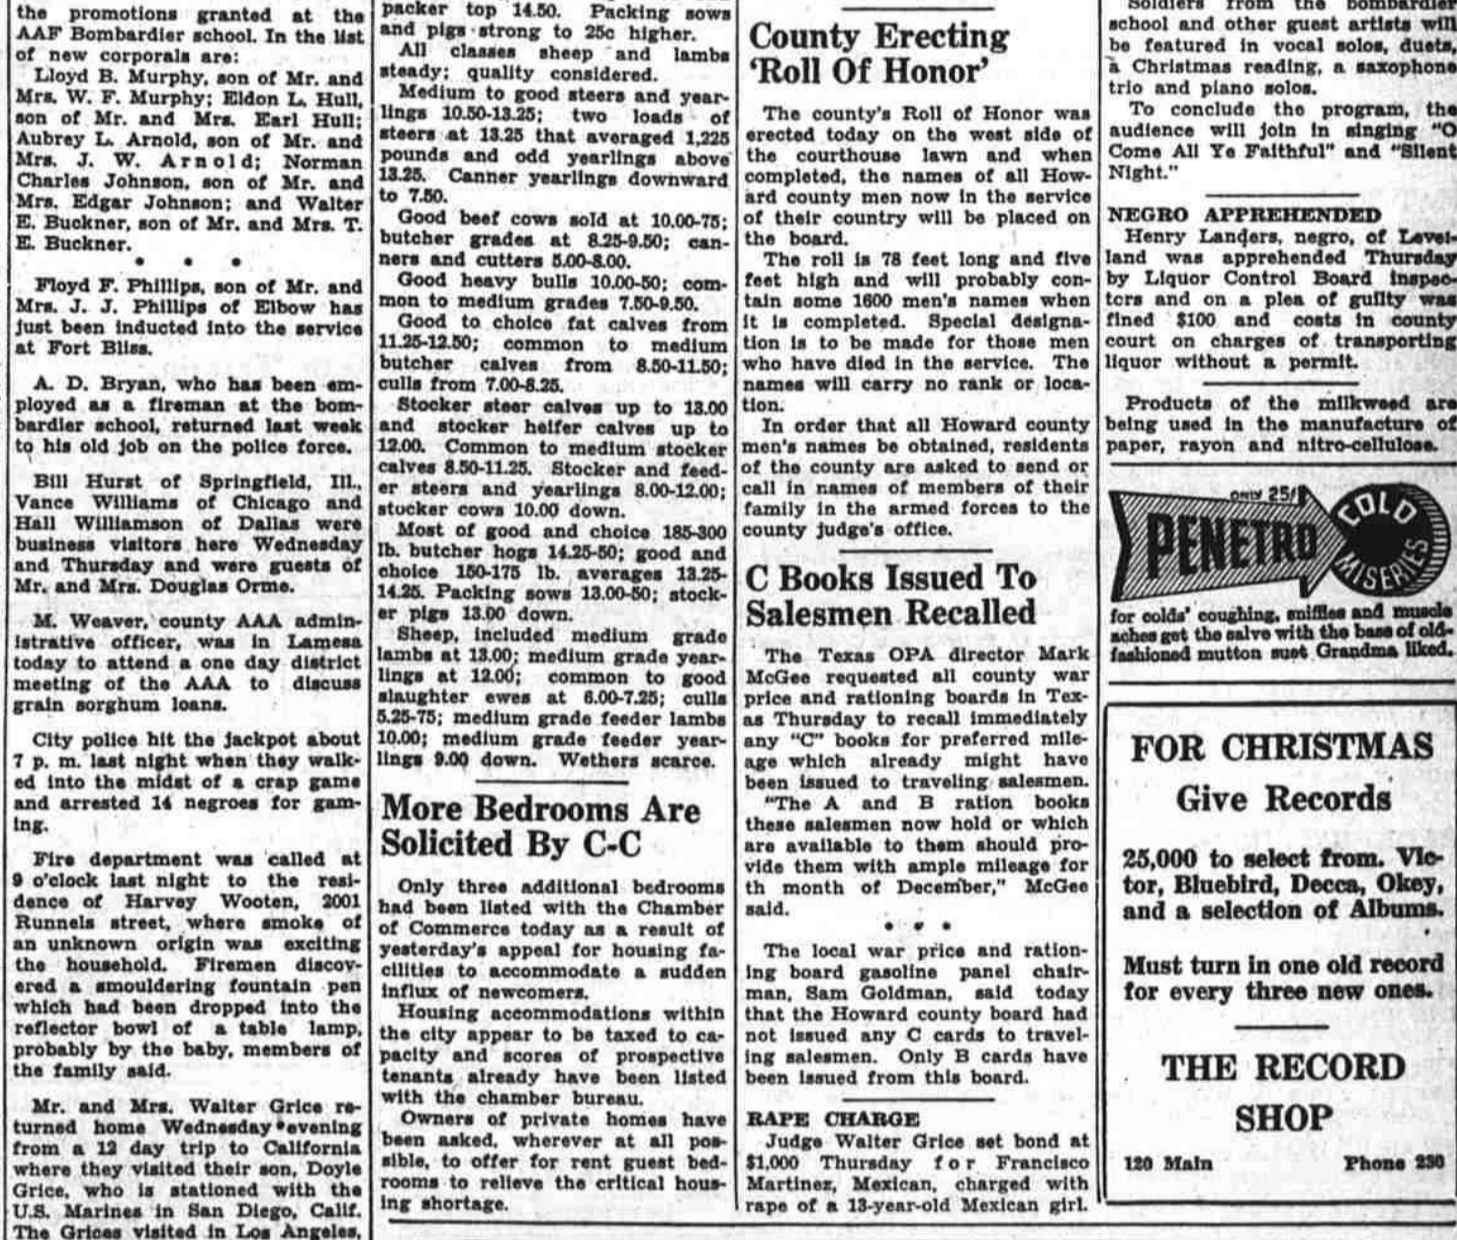 the promotions granted at the
AAF Bombardier school. In the list
of new corporals are:
Lloyd B. Murphy, son of Mr. and
Mrs. W. F. Murphy; Eldon L. Hull,
son of Mr. and Mrs. Earl Hull;
Aubrey L. Arnold, son of Mr. and
Mrs. J. W. Arnold; Norman
Charles Johnson, son of Mr. and
Mrs. Edgar Johnson; and Walter
E. Buckner, son of Mr. and Mrs. T.
E. Buckner.
• • •
Floyd F. Phillips, son of Mr. and
Mrs. J. J. Phillips of Elbow has
just been inducted into the service
at Fort Bliss.
A. D. Bryan, who has been em-
ployed as a fireman at the bom-
bardier school, returned last week
to his old job on the police force.
Bill Hurst of Springfield, Ill.,
Vance Williams of Chicago and
Hall Williamson of Dallas were
business visitors here Wednesday
and Thursday and were guests of
Mr. and Mrs. Douglas Orme.
M. Weaver, county AAA admin-
istrative officer, was in Lamesa
today to attend a one day district
meeting of the AAA to discuss
grain sorghum loans.
City police hit the jackpot about
7 p. m. last night when they walk-
ed into the midst of a crap game
and arrested 14 negroes for gam-
ing.
Fire department was called at
9 o'clock last night to the resi-
dence of Harvey Wooten, 2001
Runnels street, where smoke of
an unknown origin was exciting
the household. Firemen discov-
ered a smouldering fountain pen
which had been dropped into the
reflector bowl of a table lamp,
probably by the baby, members of
the family said.
Mr. and Mrs. Walter Grice re-
turned home Wednesday evening
from a 12 day trip to California
where they visited their son, Doyle
Grice, who is stationed with the
U.S. Marines in San Diego, Calif.
The Grices visited in Los Angeles,
packer top 14.50. Packing sows
and pigs strong to 25c higher.
All classes sheep and lambs
steady; quality considered.
Medium to good steers and year-
lings 10.50-13.25; two loads of
steers at 13.25 that averaged 1,225
pounds and odd yearlings above
13.25. Canner yearlings downward
to 7.50.
Good beef cows sold at 10.00-75;
butcher grades at 8.25-9.50; can-
ners and cutters 5.00-8.00.
Good heavy bulls 10.00-50; com-
mon to medium grades 7.50-9.50.
Good to choice fat calves from
11.25-12.50; common to medium
butcher calves from 8.50-11.50;
culls from 7.00-8.25.
Stocker steer calves up to 13.00
and stocker heifer calves up to
12.00. Common to medium stocker
calves 8.50-11.25. Stocker and feed-
er steers and yearlings 8.00-12.00;
stocker cows 10.00 down.
Most of good and choice 185-300
lb. butcher hogs 14.25-50; good and
choice 150-175 lb. averages 13.25-
14.25. Packing sows 13.00-50; stock-
er pigs 13.00 down.
Sheep, included medium grade
lambs at 13.00; medium grade year-
lings at 12.00; common to good
slaughter ewes at 6.00-7.25; culls
5.25-75; medium grade feeder lambs
10.00; medium grade feeder year-
lings 9.00 down. Wethers scarce.
More Bedrooms Are
Solicited By C-C
Only three additional bedrooms
had been listed with the Chamber
of Commerce today as a result of
yesterday's appeal for housing fa-
cilities to accommodate a sudden
influx of newcomers.
Housing accommodations within
the city appear to be taxed to ca-
pacity and scores of prospective
tenants already have been listed
with the chamber bureau.
Owners of private homes have
been asked, wherever at all pos-
sible, to offer for rent guest bed-
rooms to relieve the critical hous-
ing shortage.
County Erecting
'Roll Of Honor'
The county's Roll of Honor was
erected today on the west side of
the courthouse lawn and when
completed, the names of all How-
ard county men now in the service
of their country will be placed on
the board.
The roll is 78 feet long and five
feet high and will probably con-
tain some 1600 men's names when
it is completed. Special designa-
tion is to be made for those men
who have died in the service. The
names will carry no rank or loca-
tion.
In order that all Howard county
men's names be obtained, residents
of the county are asked to send or
call in names of members of their
family in the armed forces to the
county judge's office.
C Books Issued To
Salesmen Recalled
The Texas OPA director Mark
McGee requested all county war
price and rationing boards in Tex-
as Thursday to recall immediately
any "C" books for preferred mile-
age which already might have
been issued to traveling salesmen.
"The A and B ration books
these salesmen now hold or which
are available to them should pro-
vide them with ample mileage for
th month of December," McGee
said.
• • •
The local war price and ration-
ing board gasoline panel chair-
man, Sam Goldman, said today
that the Howard county board had
not issued any C cards to travel-
ing salesmen. Only B cards have
been issued from this board.
RAPE CHARGE
Judge Walter Grice set bond at
$1,000 Thursday for Francisco
Martinez, Mexican, charged with
rape of a 13-year-old Mexican girl.
Soldiers from the bombardier
school and other guest artists will
be featured in vocal solos, duets,
a Christmas reading, a saxophone
trio and piano solos.
To conclude the program, the
audience will join in singing "O
Come All Ye Faithful" and "Silent
Night."
NEGRO APPREHENDED
Henry Landers, negro, of Level-
land was apprehended Thursday
by Liquor Control Board inspec-
tors and on a plea of guilty was
fined $100 and costs in county
court on charges of transporting
liquor without a permit.
Products of the milkweed are
being used in the manufacture of
paper, rayon and nitro-cellulose.
ONLY 25¢
PENETRO
COLD
MISERIES
for colds' coughing, sniffles and muscle
aches get the salve with the base of old-
fashioned mutton suet Grandma liked.
FOR CHRISTMAS
Give Records
25,000 to select from. Vic-
tor, Bluebird, Decca, Okey,
and a selection of Albums.
Must turn in one old record
for every three new ones.
THE RECORD
SHOP
120 Main Phone 230